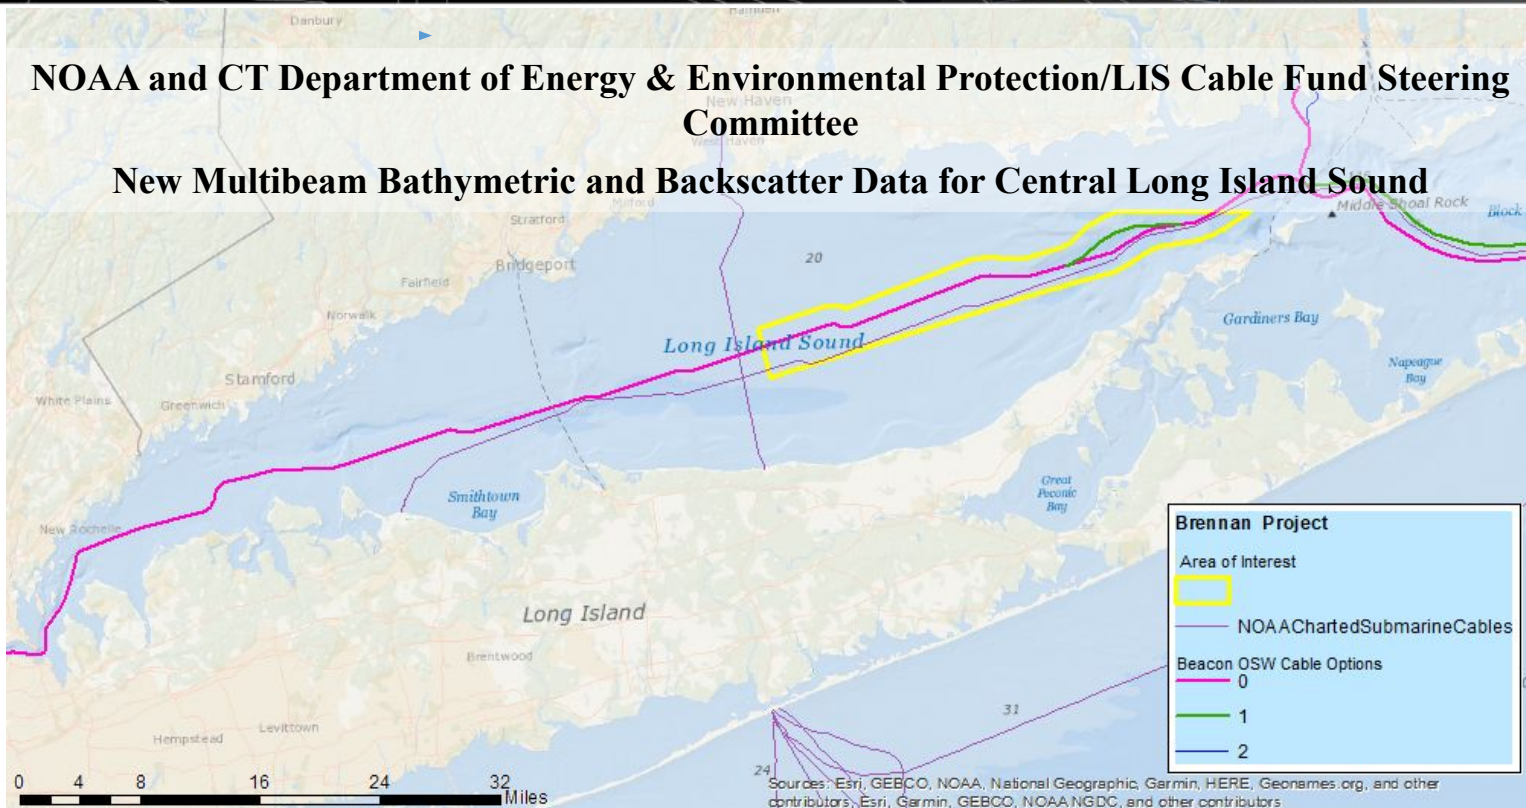 Danbury
Hamden
NOAA and CT Department of Energy & Environmental Protection/LIS Cable Fund Steering
Committee
New Haven
West Haven
New Multibeam Bathymetric and Backscatter Data for Central Long Island Sound
Milford
Stratford
Middle Shoal Rock
Block
Bridgeport
20
Fairfield
Norwalk
Gardiners Bay
Long Island Sound
Stamford
Napeague
Bay
White Plains
Greenwich
Great
Peconic
Bay
Smithtown
Bay
New Rochelle
Long Island
Brentwood
Levittown
Hempstead
31
24
Brennan Project
Area of Interest
NOAAChartedSubmarineCables
Beacon OSW Cable Options
0
1
2
0 4 8 16 24 32
Miles
Sources: Esri, GEBCO, NOAA, National Geographic, Garmin, HERE, Geonames.org, and other
contributors, Esri, Garmin, GEBCO, NOAA NGDC, and other contributors